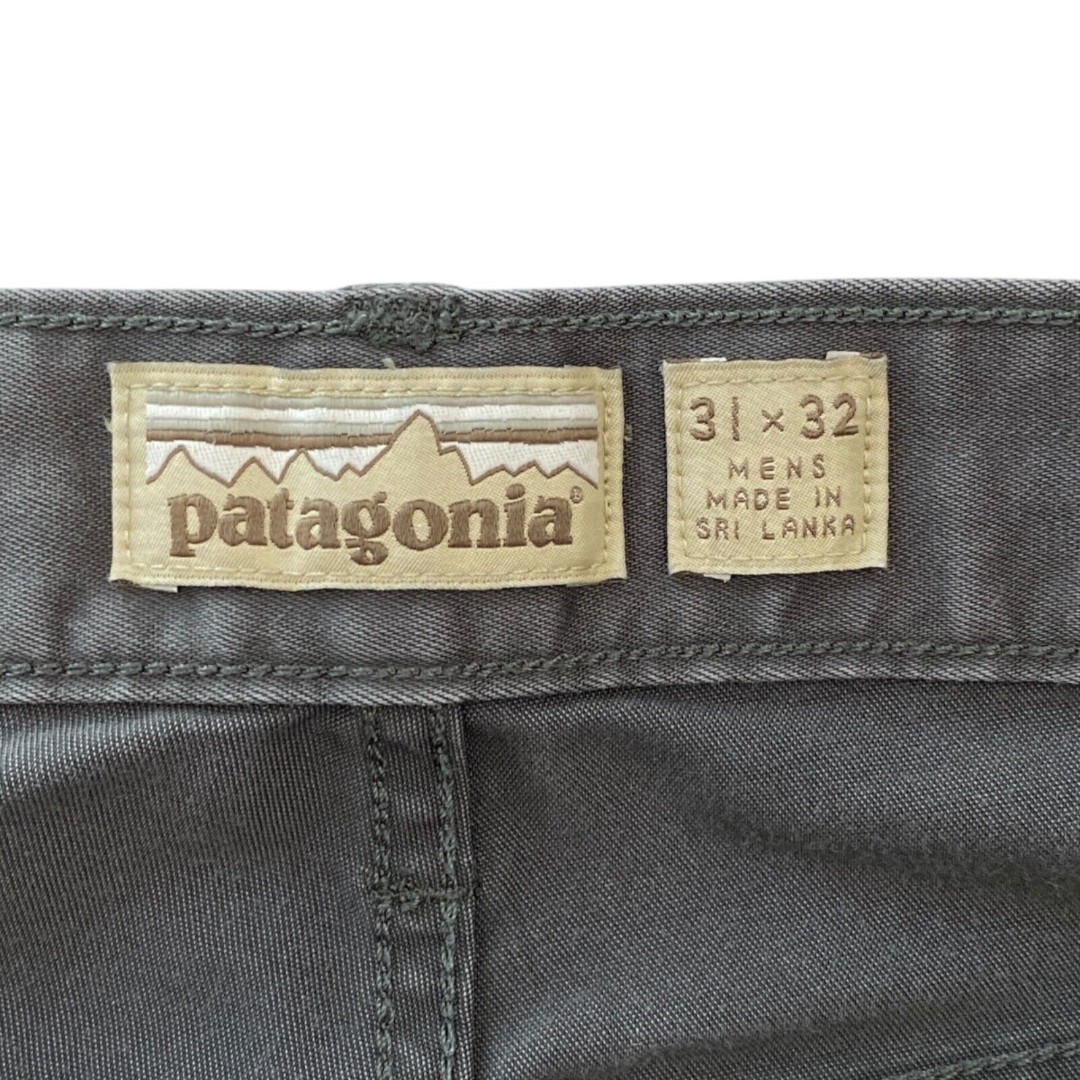 patagonia®
31 x 32
MENS
MADE IN
SRI LANKA